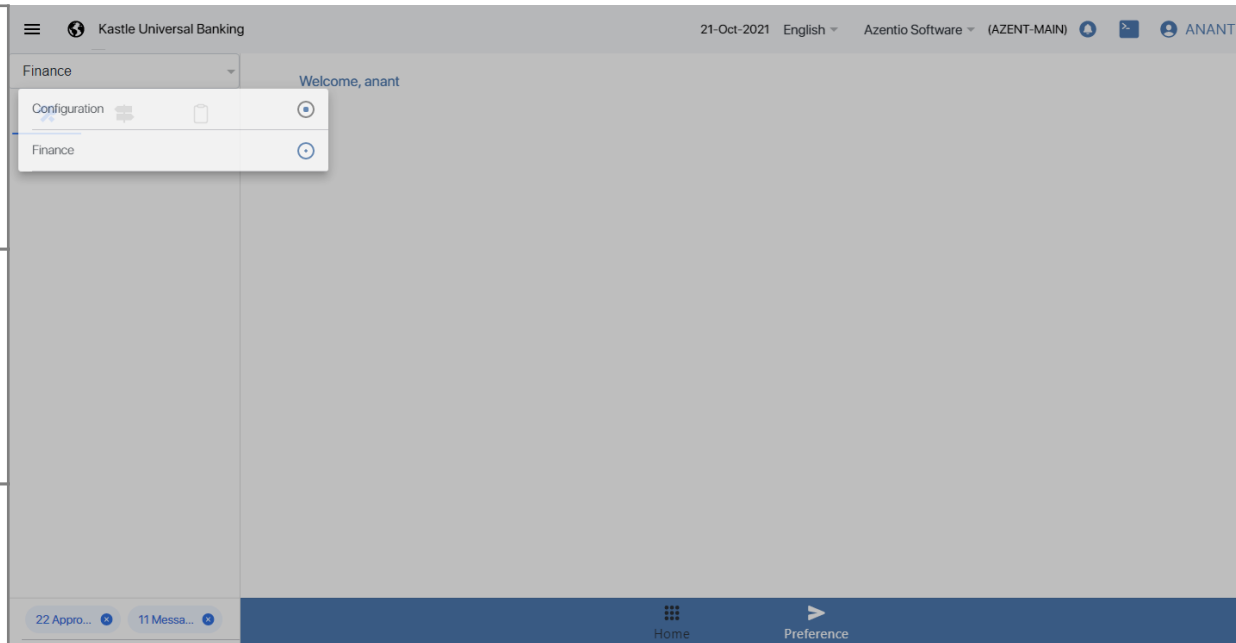 Kastle Universal Banking 21-Oct-2021 English Azentio Software (AZENT-MAIN) ANANT
Finance
Welcome, anant
Configuration
Finance
22 Appro... 11 Messa...
Home Preference